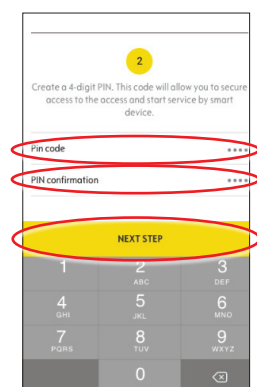 2
Create a 4-digit PIN. This code will allow you to secure
access to the access and start service by smart
device.
Pin code ****
PIN confirmation ****
NEXT STEP
1 2 3
ABC DEF
4 5 6
GHI JKL MNO
7 8 9
PQRS TUV WXYZ
0